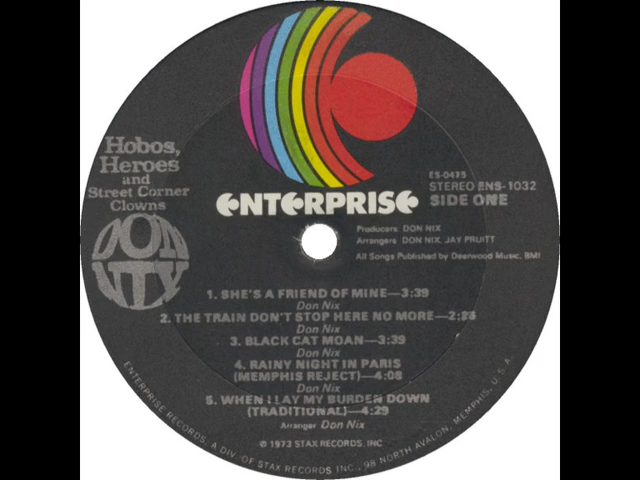 Hobos,
Heroes
and
Street Corner
Clowns
DON
NIX
ENTERPRISE
ES-0475
STEREO ENS-1032
SIDE ONE
Producers: DON NIX
Arrangers: DON NIX, JAY PRUITT
All Songs Published by Deerwood Music, BMI
1. SHE'S A FRIEND OF MINE—3:39
Don Nix
2. THE TRAIN DON'T STOP HERE NO MORE—2:26
Don Nix
3. BLACK CAT MOAN—3:39
Don Nix
4. RAINY NIGHT IN PARIS
(MEMPHIS REJECT)—4:08
Don Nix
5. WHEN I LAY MY BURDEN DOWN
(TRADITIONAL)—4:29
Arranger Don Nix
© 1973 STAX RECORDS, INC
ENTERPRISE RECORDS, A DIV. OF STAX RECORDS INC., 98 NORTH AVALON, MEMPHIS, U.S.A.